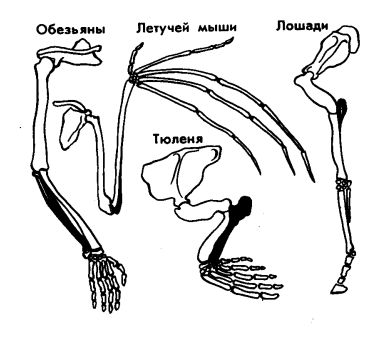 Обезьяны
Летучей мыши
Лошади
Тюленя